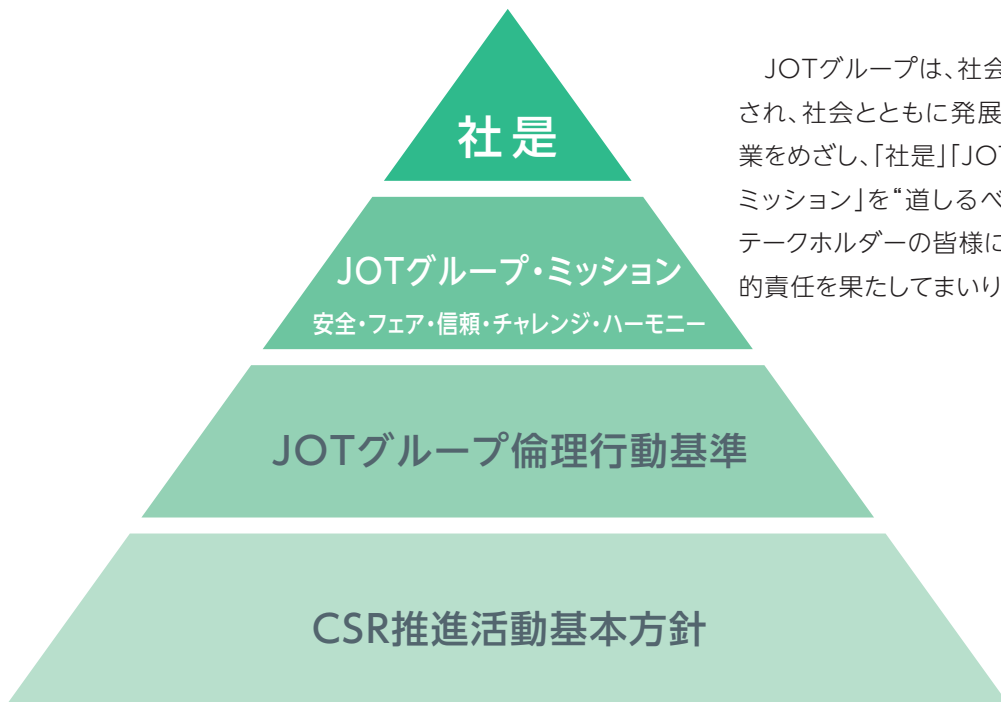 社是
JOTグループ・ミッション
安全・フェア・信頼・チャレンジ・ハーモニー
JOTグループ倫理行動基準
CSR推進活動基本方針
JOTグループは、社会
され、社会とともに発展
業をめざし、「社是」「JOT
ミッション」を“道しるべ
テークホルダーの皆様に
的責任を果たしてまいり